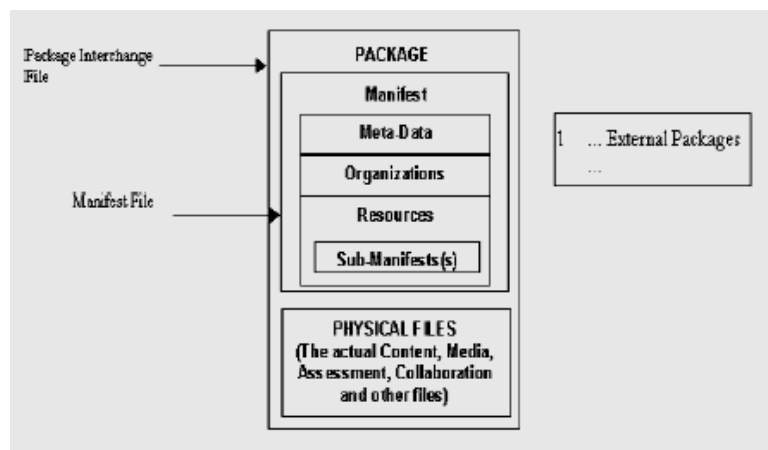 Package Interchange
File
PACKAGE
Manifest
Meta-Data
Organizations
Manifest File
Resources
Sub-Manifests(s)
1 ... External Packages
...
PHYSICAL FILES
(The actual Content, Media,
Assessment, Collaboration
and other files)